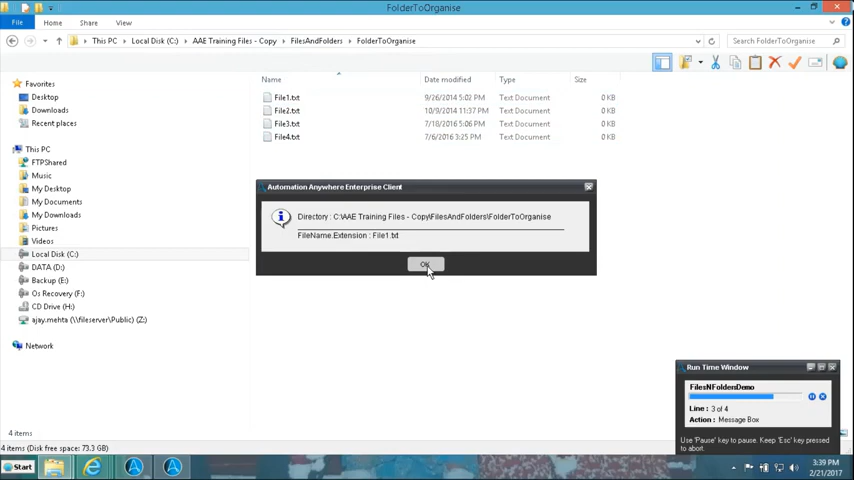 FolderToOrganise
File Home Share View
This PC Local Disk (C:) AAE Training Files - Copy FilesAndFolders FolderToOrganise Search FolderToOrganise
Favorites
Desktop
Downloads
Recent places
This PC
FTPShared
Music
My Desktop
My Documents
My Downloads
Pictures
Videos
Local Disk (C:)
DATA (D:)
Backup (E:)
Os Recovery (F:)
CD Drive (H:)
ajay.mehta (\\fileserver\Public) (Z:)
Network
Name Date modified Type Size
File1.txt 9/26/2014 5:02 PM Text Document 0 KB
File2.txt 10/9/2014 11:37 PM Text Document 0 KB
File3.txt 7/18/2016 5:06 PM Text Document 0 KB
File4.txt 7/6/2016 3:25 PM Text Document 0 KB
Automation Anywhere Enterprise Client
Directory : C:\AAE Training Files - Copy\FilesAndFolders\FolderToOrganise
FileName.Extension : File1.txt
OK
Run Time Window
FilesNFoldersDemo
Line : 3 of 4
Action : Message Box
Use 'Pause' key to pause. Keep 'Esc' key pressed
to abort.
4 items
4 items (Disk free space: 73.3 GB)
Start
3:39 PM
2/21/2017